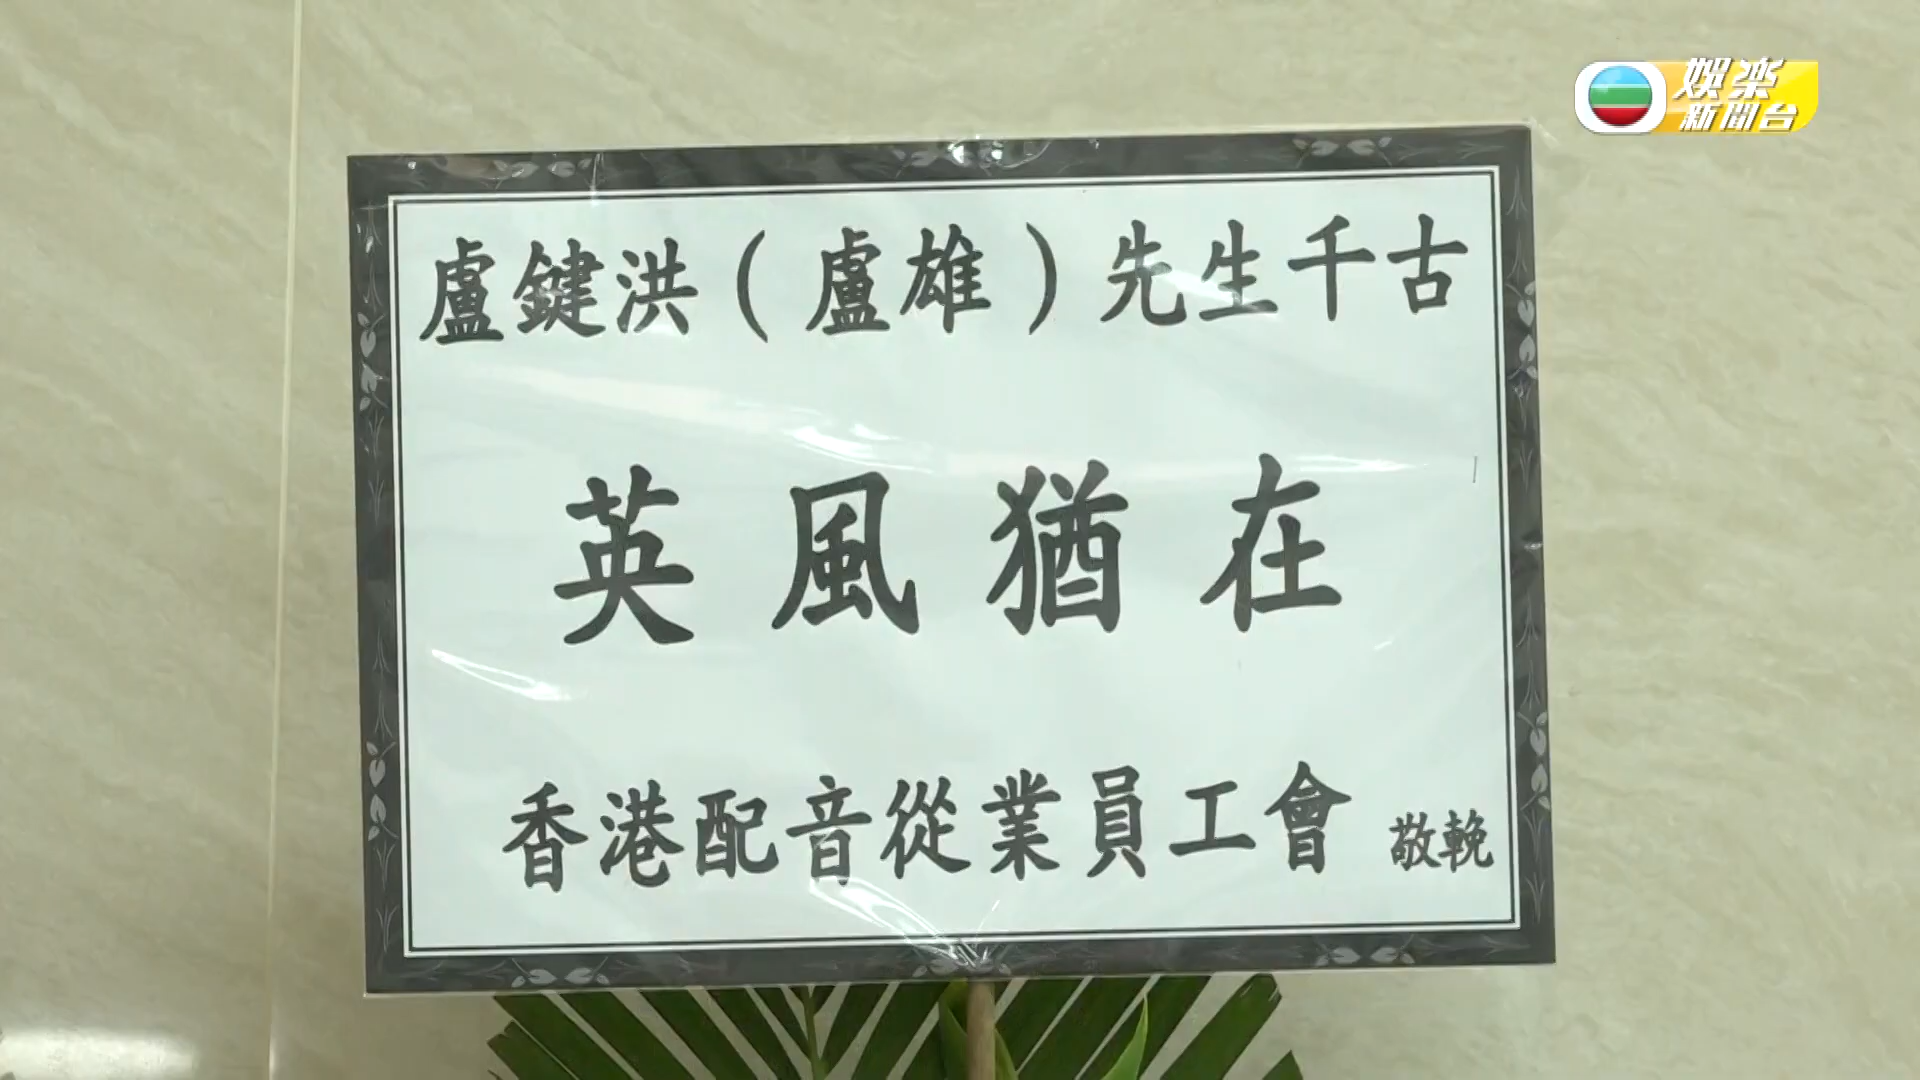 娛樂
新聞台
盧鍵洪（盧雄）先生千古
英風猶在
香港配音從業員工會 敬輓